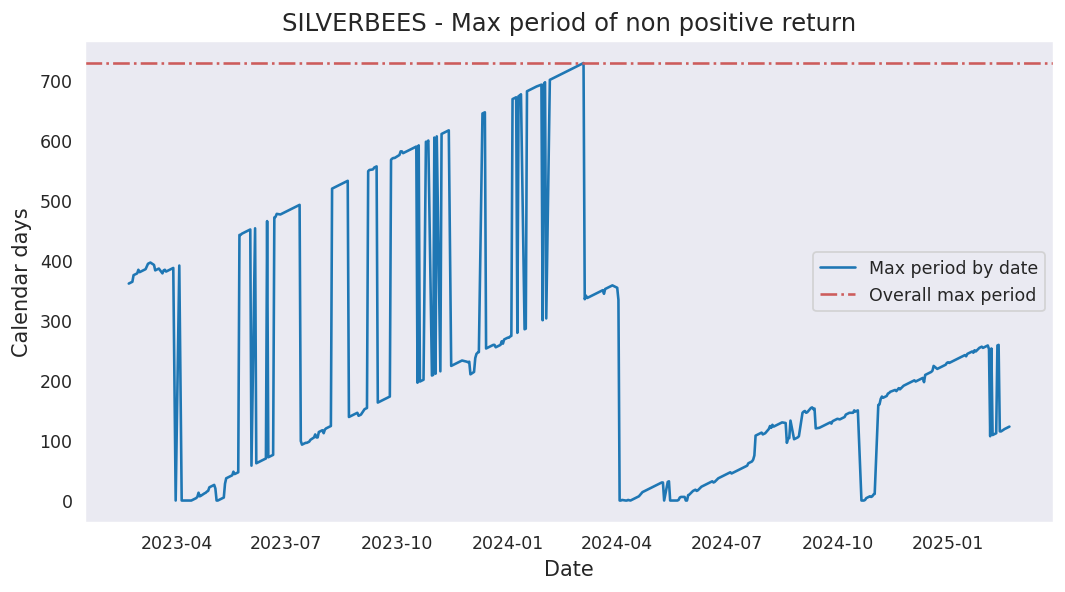 SILVERBEES - Max period of non positive return
Calendar days
700
600
500
400
300
200
100
0
Max period by date
Overall max period
2023-04 2023-07 2023-10 2024-01 2024-04 2024-07 2024-10 2025-01
Date